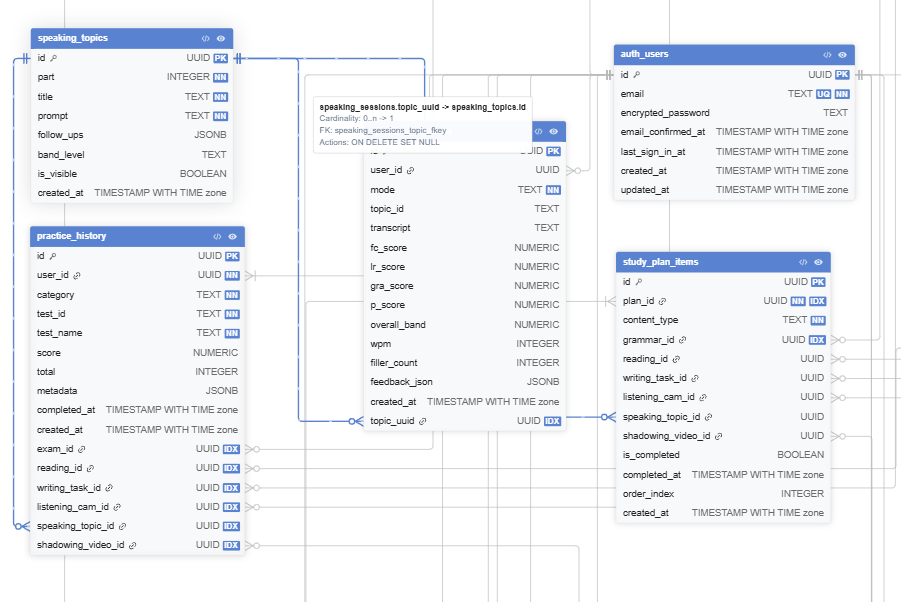 speaking_topics
id UUID PK
part INTEGER NN
title TEXT NN
prompt TEXT NN
follow_ups JSONB
band_level TEXT
is_visible BOOLEAN
created_at TIMESTAMP WITH TIME zone
practice_history
id UUID PK
user_id UUID NN
category TEXT NN
test_id TEXT NN
test_name TEXT NN
score NUMERIC
total INTEGER
metadata JSONB
completed_at TIMESTAMP WITH TIME zone
created_at TIMESTAMP WITH TIME zone
exam_id UUID IDX
reading_id UUID IDX
writing_task_id UUID IDX
listening_cam_id UUID IDX
speaking_topic_id UUID IDX
shadowing_video_id UUID IDX
speaking_sessions.topic_uuid -> speaking_topics.id
Cardinality: 0..n -> 1
FK: speaking_sessions_topic_fkey
Actions: ON DELETE SET NULL
PK
user_id UUID
mode TEXT NN
topic_id TEXT
transcript TEXT
fc_score NUMERIC
lr_score NUMERIC
gra_score NUMERIC
p_score NUMERIC
overall_band NUMERIC
wpm INTEGER
filler_count INTEGER
feedback_json JSONB
created_at TIMESTAMP WITH TIME zone
topic_uuid UUID IDX
auth_users
id UUID PK
email TEXT UQ NN
encrypted_password TEXT
email_confirmed_at TIMESTAMP WITH TIME zone
last_sign_in_at TIMESTAMP WITH TIME zone
created_at TIMESTAMP WITH TIME zone
updated_at TIMESTAMP WITH TIME zone
study_plan_items
id UUID PK
plan_id UUID NN IDX
content_type TEXT NN
grammar_id UUID IDX
reading_id UUID
writing_task_id UUID
listening_cam_id UUID
speaking_topic_id UUID
shadowing_video_id UUID
is_completed BOOLEAN
completed_at TIMESTAMP WITH TIME zone
order_index INTEGER
created_at TIMESTAMP WITH TIME zone